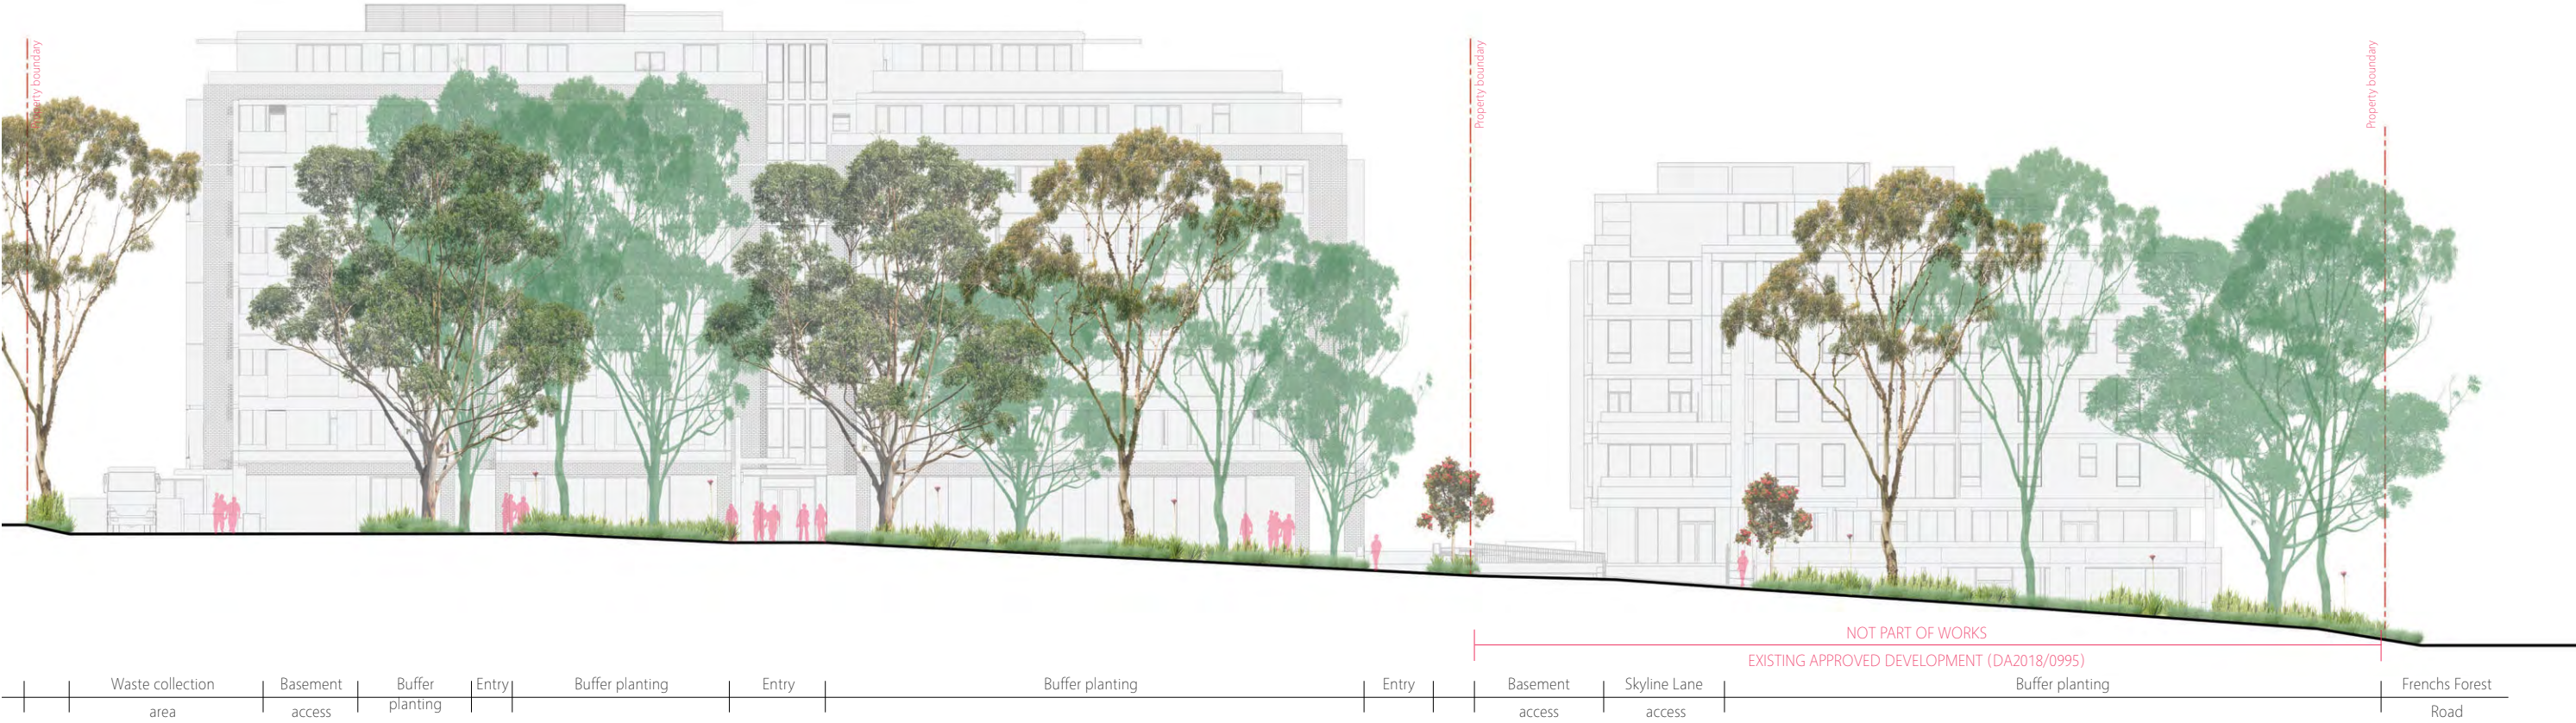 Property boundary
Property boundary
Property boundary
NOT PART OF WORKS
EXISTING APPROVED DEVELOPMENT (DA2018/0995)
Waste collection
area
Basement
access
Buffer
planting
Entry
Buffer planting
Entry
Buffer planting
Entry
Basement
access
Skyline Lane
access
Buffer planting
Frenchs Forest
Road